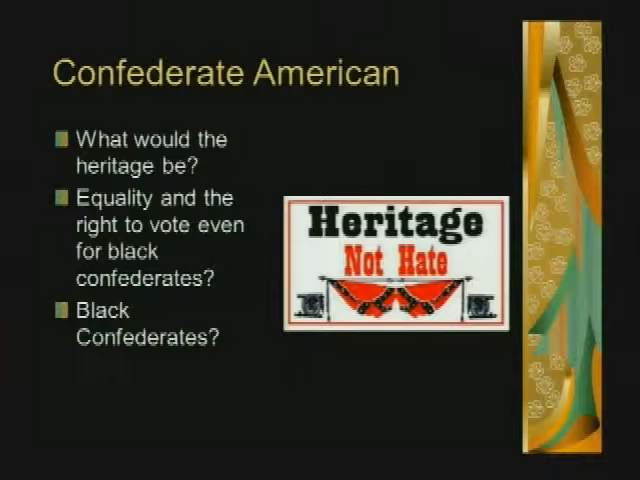 Confederate American
What would the
heritage be?
Equality and the
right to vote even
for black
confederates?
Black
Confederates?
Heritage
Not Hate